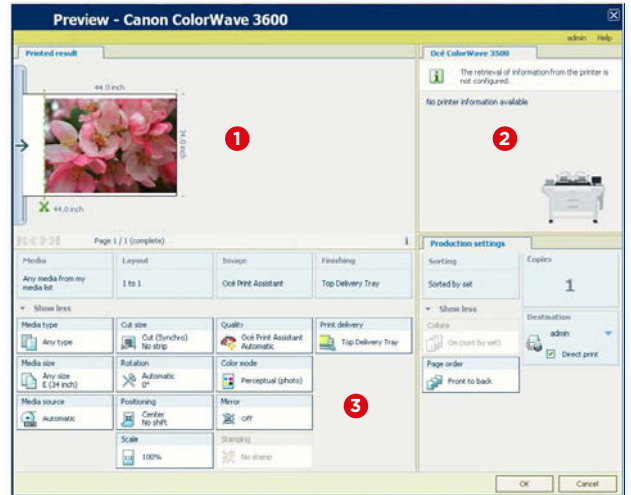 Preview - Canon ColorWave 3600
admin Help
Printed result
44.0 inch
34.0 inch
44.0 inch
1
Page 1 / 1 (complete)
i
Océ ColorWave 3500
The retrieval of information from the printer is
not configured.
No printer information available
2
Media
Layout
Image
Finishing
Any media from my
media list
1 to 1
Océ Print Assistant
Top Delivery Tray
Show less
Media type
Any type
Cut size
Cut (Synchro)
No strip
Quality
Océ Print Assistant
Automatic
Print delivery
Top Delivery Tray
Media size
Any size
E (34 inch)
Rotation
Automatic
0°
Color mode
Perceptual (photo)
Media source
Automatic
Positioning
Center
No shift
Mirror
Off
3
Scale
1:1
100%
Stamping
No stamp
Production settings
Sorting
Sorted by set
Copies
1
Show less
Collate
On (sort by set)
Page order
Front to back
Destination
admin
Direct print
OK
Cancel